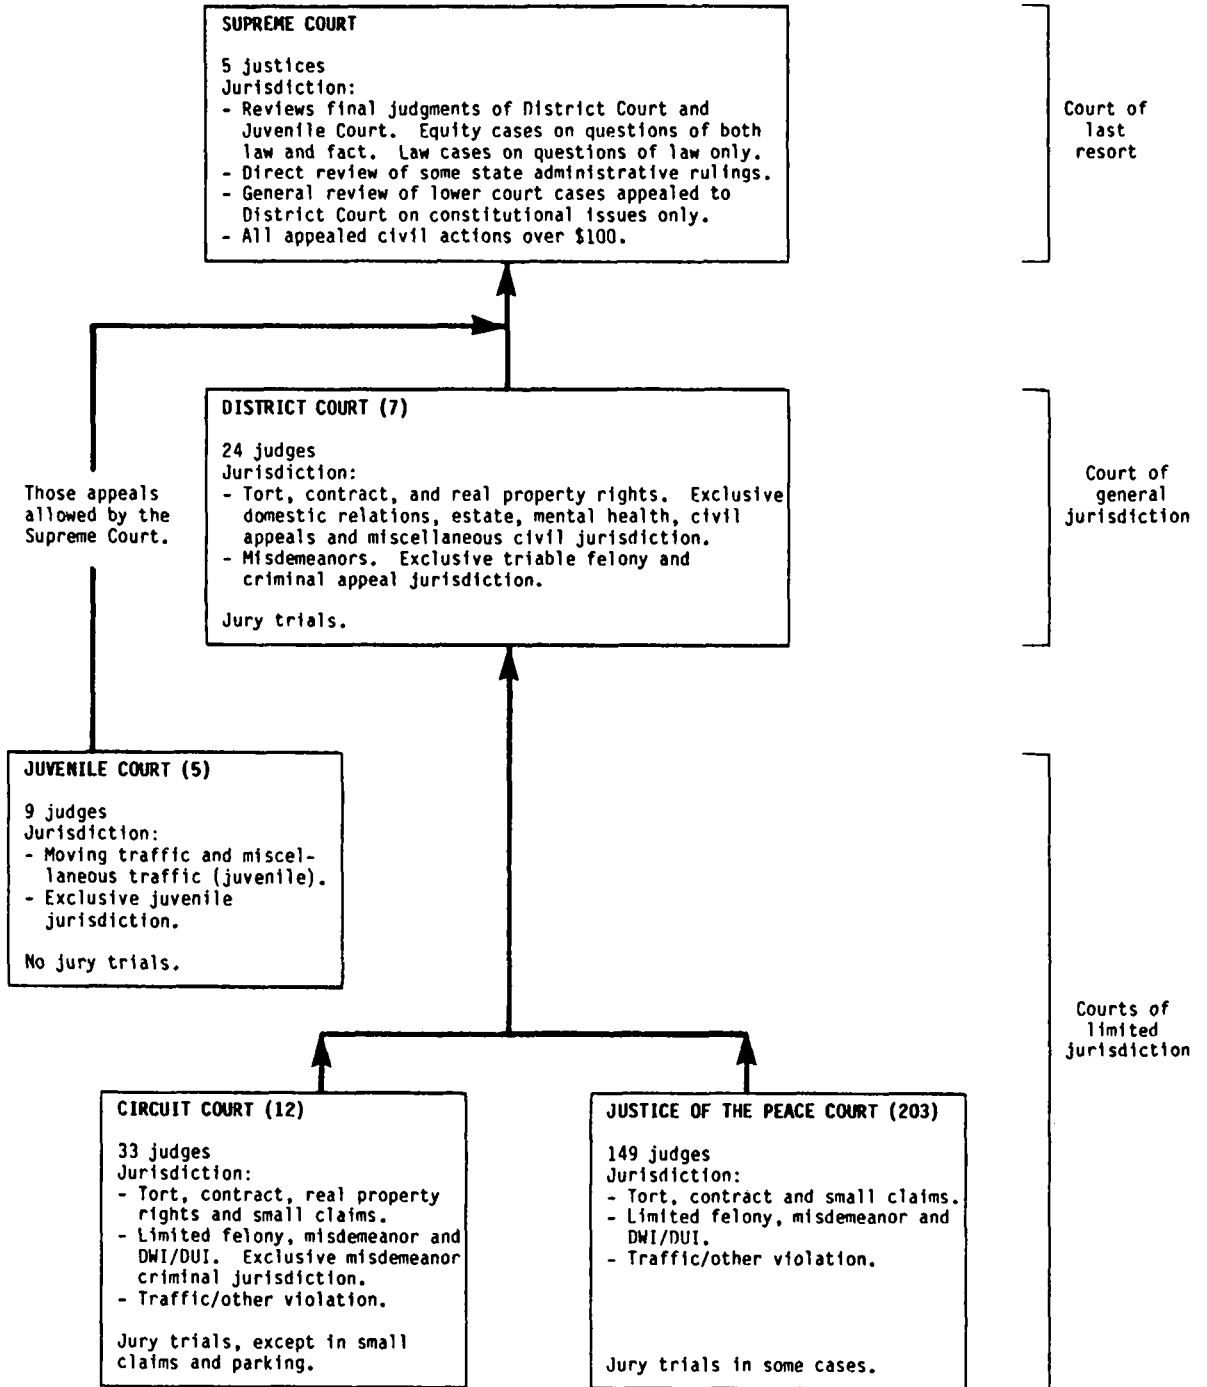 SUPREME COURT
5 justices
Jurisdiction:
- Reviews final judgments of District Court and
Juvenile Court. Equity cases on questions of both
law and fact. Law cases on questions of law only.
- Direct review of some state administrative rulings.
- General review of lower court cases appealed to
District Court on constitutional issues only.
- All appealed civil actions over $100.
Court of
last
resort
DISTRICT COURT (7)
24 judges
Jurisdiction:
- Tort, contract, and real property rights. Exclusive
domestic relations, estate, mental health, civil
appeals and miscellaneous civil jurisdiction.
- Misdemeanors. Exclusive triable felony and
criminal appeal jurisdiction.
Jury trials.
Court of
general
jurisdiction
Those appeals
allowed by the
Supreme Court.
JUVENILE COURT (5)
9 judges
Jurisdiction:
- Moving traffic and miscel-
laneous traffic (juvenile).
- Exclusive juvenile
jurisdiction.
No jury trials.
Courts of
limited
jurisdiction
CIRCUIT COURT (12)
33 judges
Jurisdiction:
- Tort, contract, real property
rights and small claims.
- Limited felony, misdemeanor and
DWI/DUI. Exclusive misdemeanor
criminal jurisdiction.
- Traffic/other violation.
Jury trials, except in small
claims and parking.
JUSTICE OF THE PEACE COURT (203)
149 judges
Jurisdiction:
- Tort, contract and small claims.
- Limited felony, misdemeanor and
DWI/DUI.
- Traffic/other violation.
Jury trials in some cases.